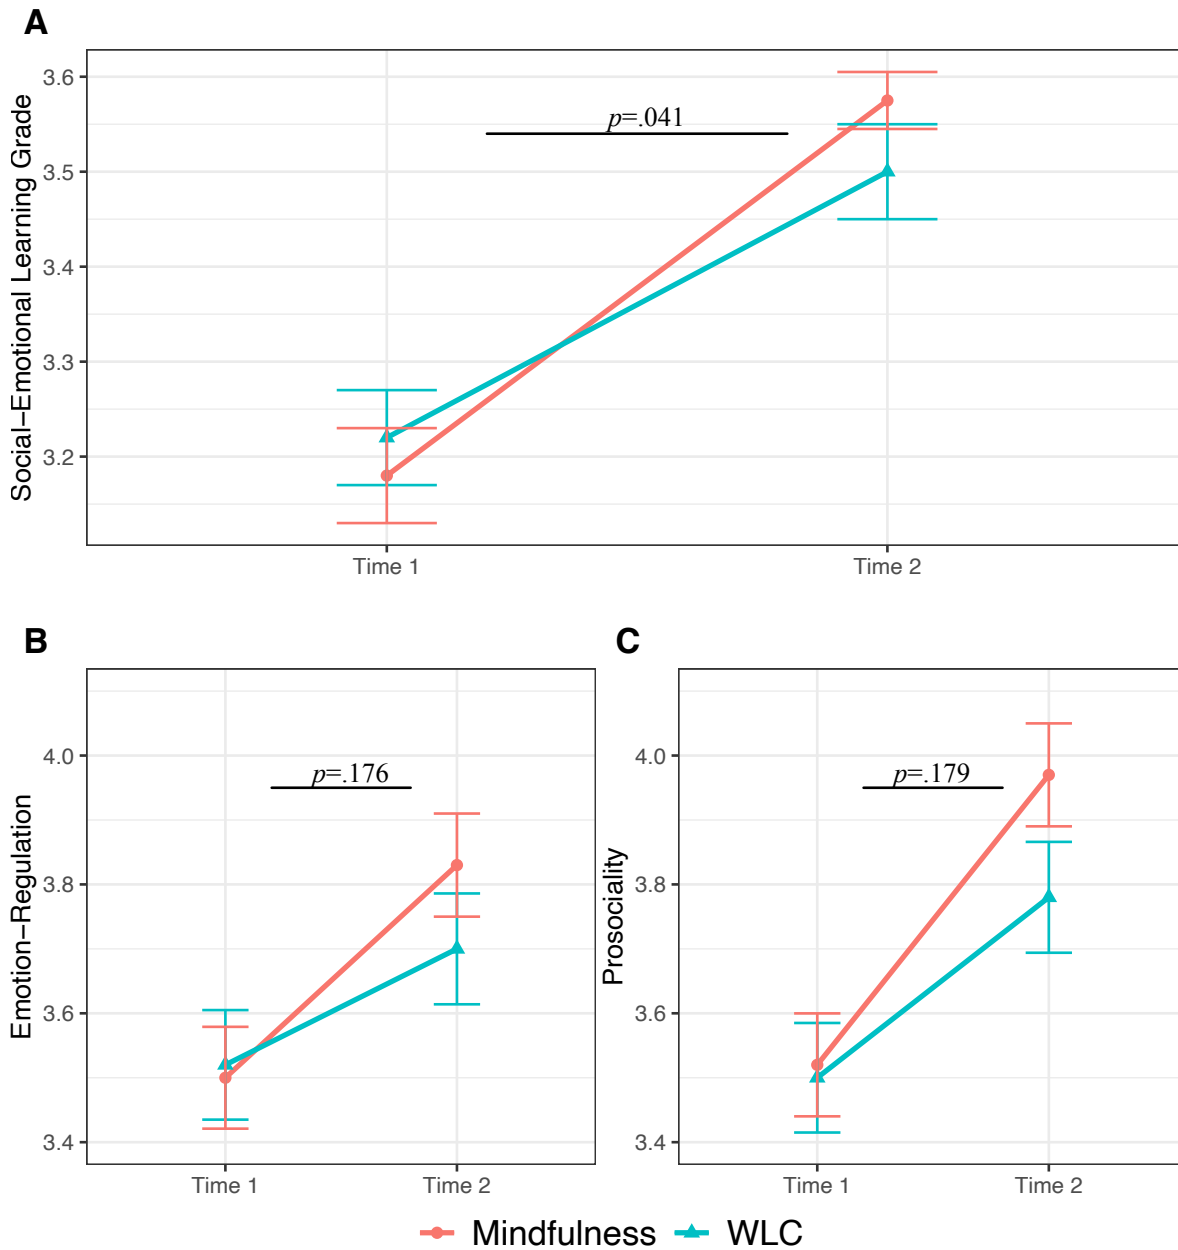 A
Social−Emotional Learning Grade
3.6
3.5
3.4
3.3
3.2
p=.041
Time 1
Time 2
B
Emotion−Regulation
4.0
3.8
3.6
3.4
p=.176
Time 1
Time 2
C
Prosociality
4.0
3.8
3.6
3.4
p=.179
Time 1
Time 2
Mindfulness
WLC